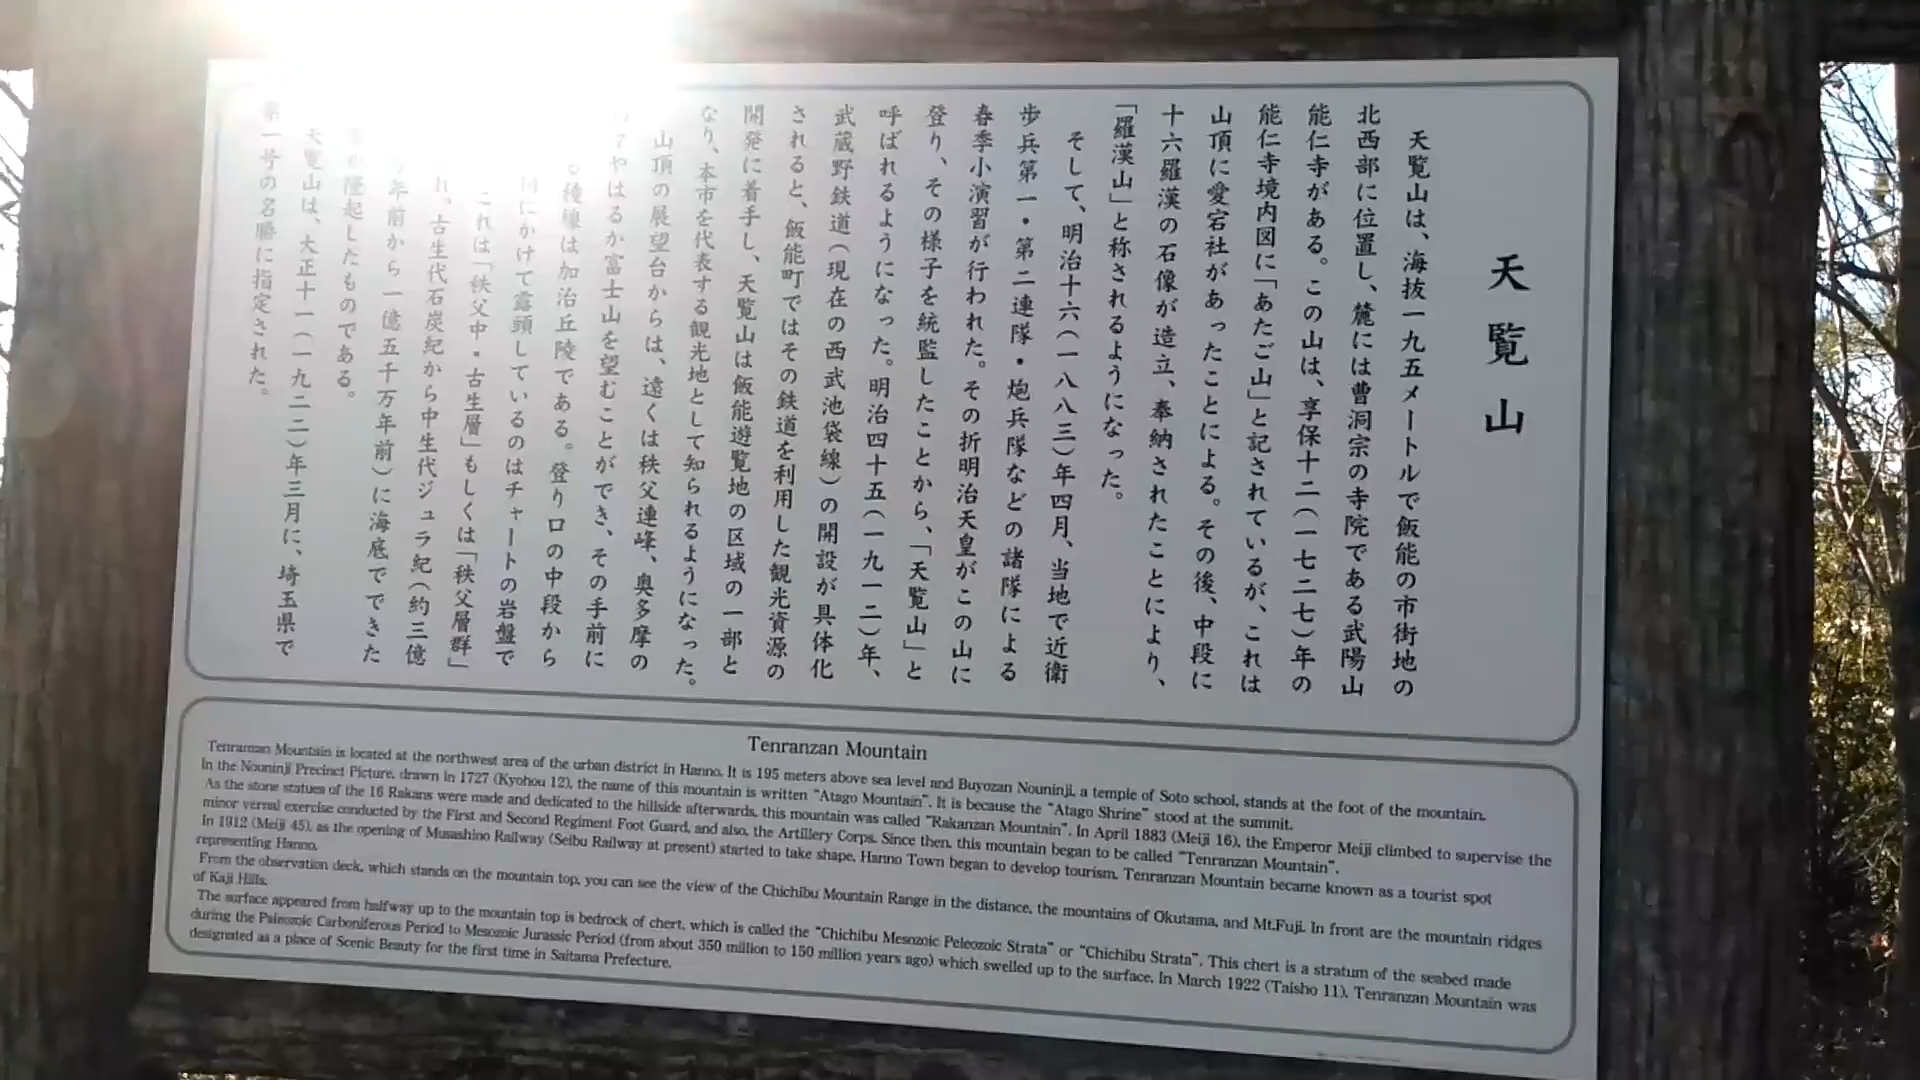 天覧山
天覧山は、海抜一九五メートルで飯能の市街地の
北西部に位置し、麓には曹洞宗の寺院である武陽山
能仁寺がある。この山は、享保十二(一七二七)年の
能仁寺境内図に「あたご山」と記されているが、これは
山頂に愛宕社があったことによる。その後、中段に
十六羅漢の石像が造立、奉納されたことにより、
「羅漢山」と称されるようになった。
そして、明治十六(一八八三)年四月、当地で近衛
歩兵第一・第二連隊・炮兵隊などの諸隊による
春季小演習が行われた。その折明治天皇がこの山に
登り、その様子を統監したことから、「天覧山」と
呼ばれるようになった。明治四十五(一九一二)年、
武蔵野鉄道(現在の西武池袋線)の開設が具体化
されると、飯能町ではその鉄道を利用した観光資源の
開発に着手し、天覧山は飯能遊覧地の区域の一部と
なり、本市を代表する観光地として知られるようになった。
山頂の展望台からは、遠くは秩父連峰、奥多摩の
やはるか富士山を望むことができ、その手前に
る稜線は加治丘陵である。登り口の中段から
にかけて露頭しているのはチャートの岩盤で
これは「秩父中・古生層」もしくは「秩父層群」
れ、古生代石炭紀から中生代ジュラ紀(約三億
年前から一億五千万年前)に海底でできた
が隆起したものである。
天覧山は、大正十一(一九二二)年三月に、埼玉県で
第一号の名勝に指定された。
Tenranzan Mountain
Tenranzan Mountain is located at the northwest area of the urban district in Hanno. It is 195 meters above sea level and Buyozan Nouninji, a temple of Soto school, stands at the foot of the mountain.
In the Nouninji Precinct Picture, drawn in 1727 (Kyohou 12), the name of this mountain is written "Atago Mountain". It is because the "Atago Shrine" stood at the summit.
As the stone statues of the 16 Rakans were made and dedicated to the hillside afterwards, this mountain was called "Rakanzan Mountain". In April 1883 (Meiji 16), the Emperor Meiji climbed to supervise the
minor vernal exercise conducted by the First and Second Regiment Foot Guard, and also, the Artillery Corps. Since then, this mountain began to be called "Tenranzan Mountain".
In 1912 (Meiji 45), as the opening of Musashino Railway (Seibu Railway at present) started to take shape, Hanno Town began to develop tourism. Tenranzan Mountain became known as a tourist spot
representing Hanno.
From the observation deck, which stands on the mountain top, you can see the view of the Chichibu Mountain Range in the distance, the mountains of Okutama, and Mt.Fuji. In front are the mountain ridges
of Kaji Hills.
The surface appeared from halfway up to the mountain top is bedrock of chert, which is called the "Chichibu Mesozoic Peleozoic Strata" or "Chichibu Strata". This chert is a stratum of the seabed made
during the Paleozoic Carboniferous Period to Mesozoic Jurassic Period (from about 350 million to 150 million years ago) which swelled up to the surface. In March 1922 (Taisho 11), Tenranzan Mountain was
designated as a place of Scenic Beauty for the first time in Saitama Prefecture.